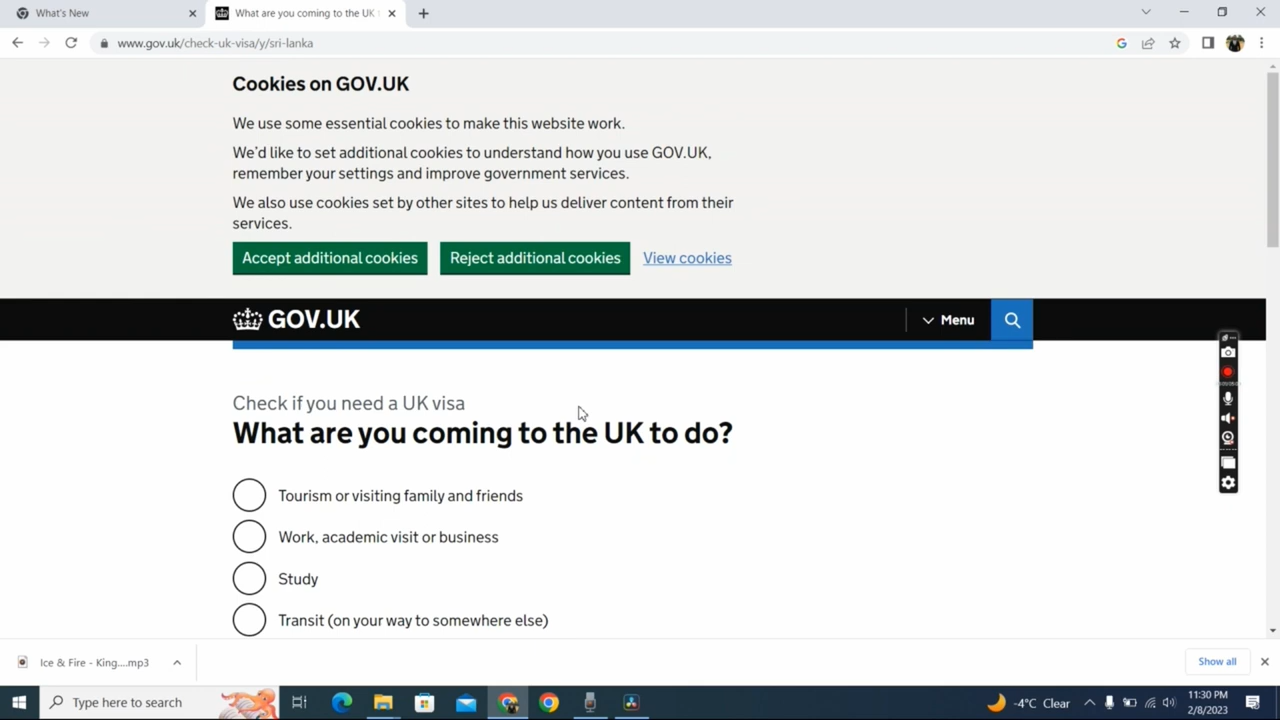 What's New
What are you coming to the UK t
www.gov.uk/check-uk-visa/y/sri-lanka
Cookies on GOV.UK
We use some essential cookies to make this website work.
We'd like to set additional cookies to understand how you use GOV.UK,
remember your settings and improve government services.
We also use cookies set by other sites to help us deliver content from their
services.
Accept additional cookies Reject additional cookies View cookies
GOV.UK Menu
Check if you need a UK visa
What are you coming to the UK to do?
Tourism or visiting family and friends
Work, academic visit or business
Study
Transit (on your way to somewhere else)
Ice & Fire - King....mp3 Show all
Type here to search -4°C Clear 11:30 PM
2/8/2023